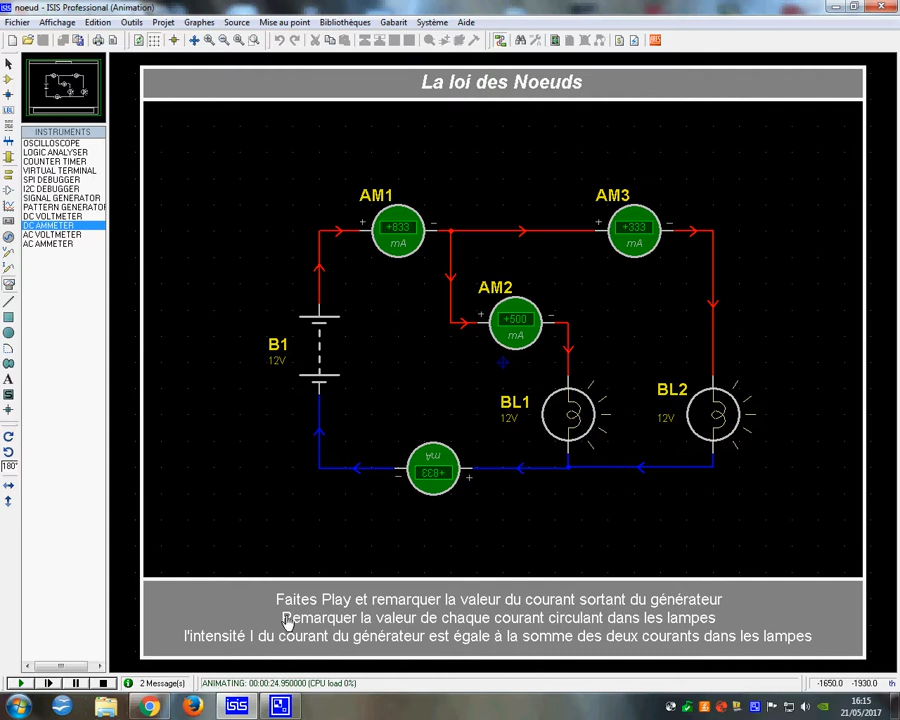 noeud - ISIS Professional (Animation)
Fichier Affichage Edition Outils Projet Graphes Source Mise au point Bibliothèques Gabarit Système Aide
ARES
LBL
INSTRUMENTS
OSCILLOSCOPE
LOGIC ANALYSER
COUNTER TIMER
VIRTUAL TERMINAL
SPI DEBUGGER
I2C DEBUGGER
SIGNAL GENERATOR
PATTERN GENERATOR
DC VOLTMETER
DC AMMETER
AC VOLTMETER
AC AMMETER
A
S
180°
La loi des Noeuds
AM1
+833
mA
AM3
+333
mA
AM2
+500
mA
B1
12V
BL1
12V
BL2
12V
mA
+833
Faites Play et remarquer la valeur du courant sortant du générateur
Remarquer la valeur de chaque courant circulant dans les lampes
l'intensité I du courant du générateur est égale à la somme des deux courants dans les lampes
2 Message(s)
ANIMATING: 00:00:24.950000 (CPU load 0%)
-1650.0 -1930.0
isis
16:15
21/05/2017